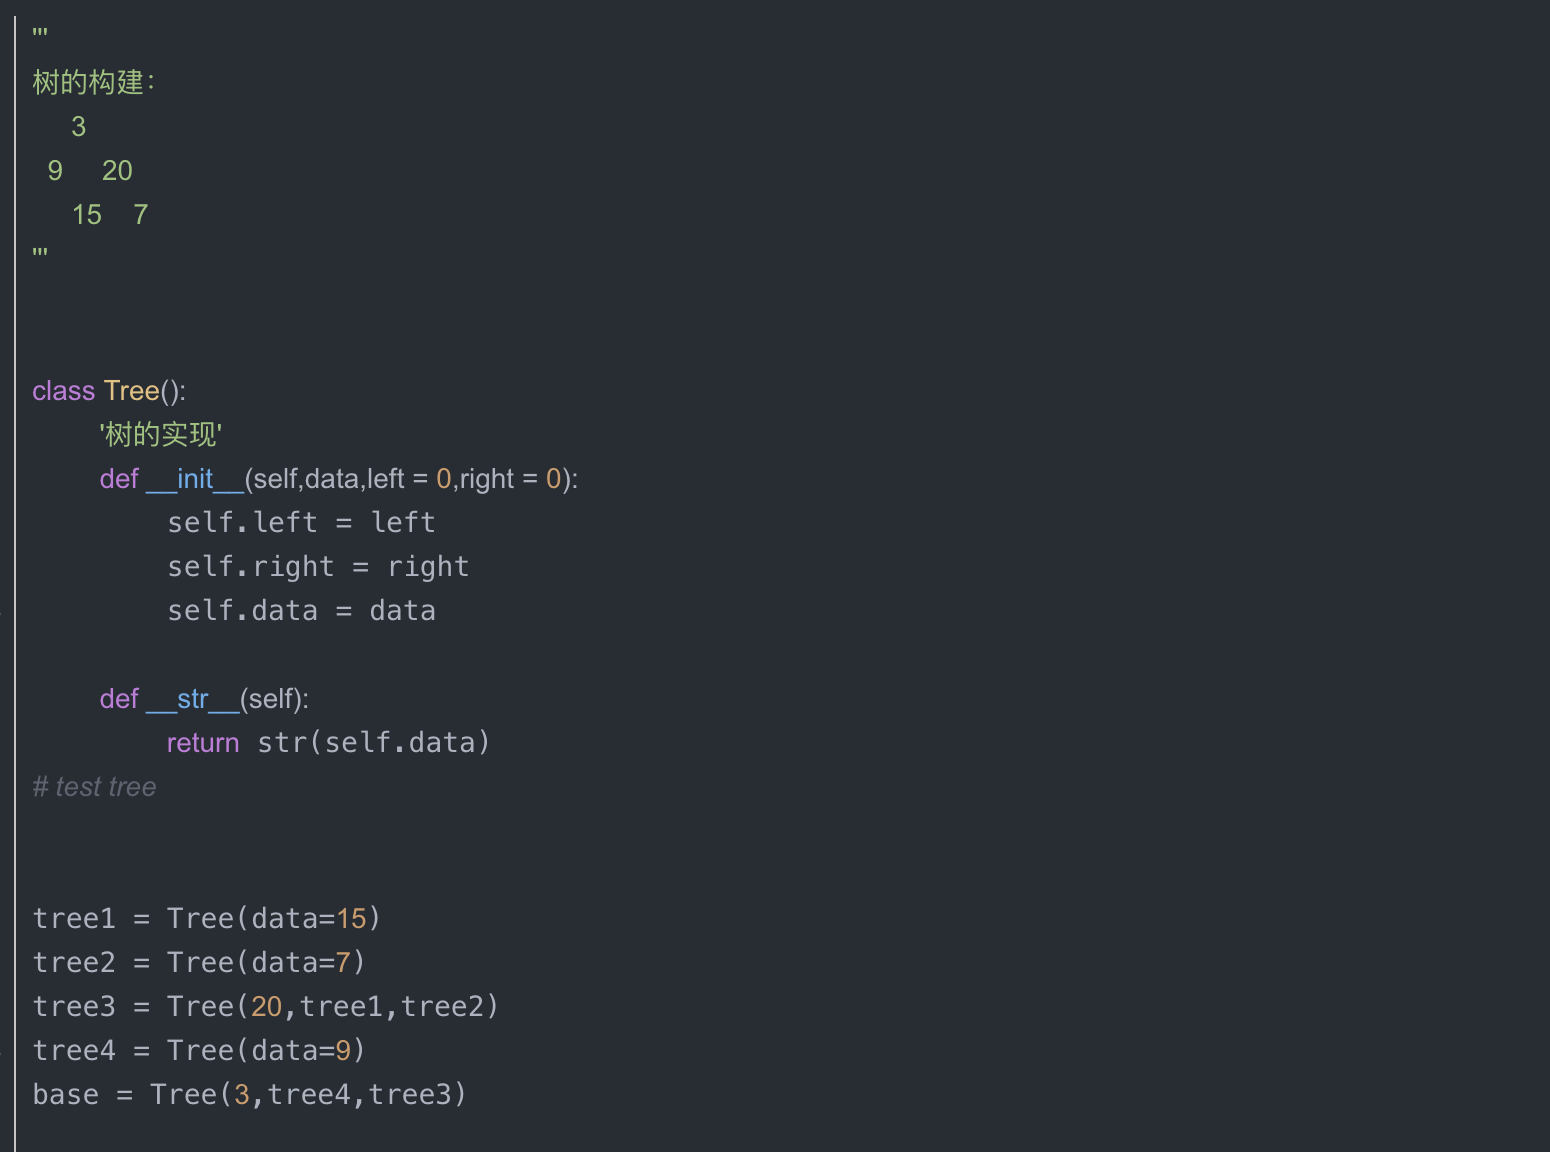 '''
树的构建：
     3
  9     20
     15    7
'''
class Tree():
    '树的实现'
    def __init__(self,data,left = 0,right = 0):
        self.left = left
        self.right = right
        self.data = data
    def __str__(self):
        return str(self.data)
# test tree
tree1 = Tree(data=15)
tree2 = Tree(data=7)
tree3 = Tree(20,tree1,tree2)
tree4 = Tree(data=9)
base = Tree(3,tree4,tree3)